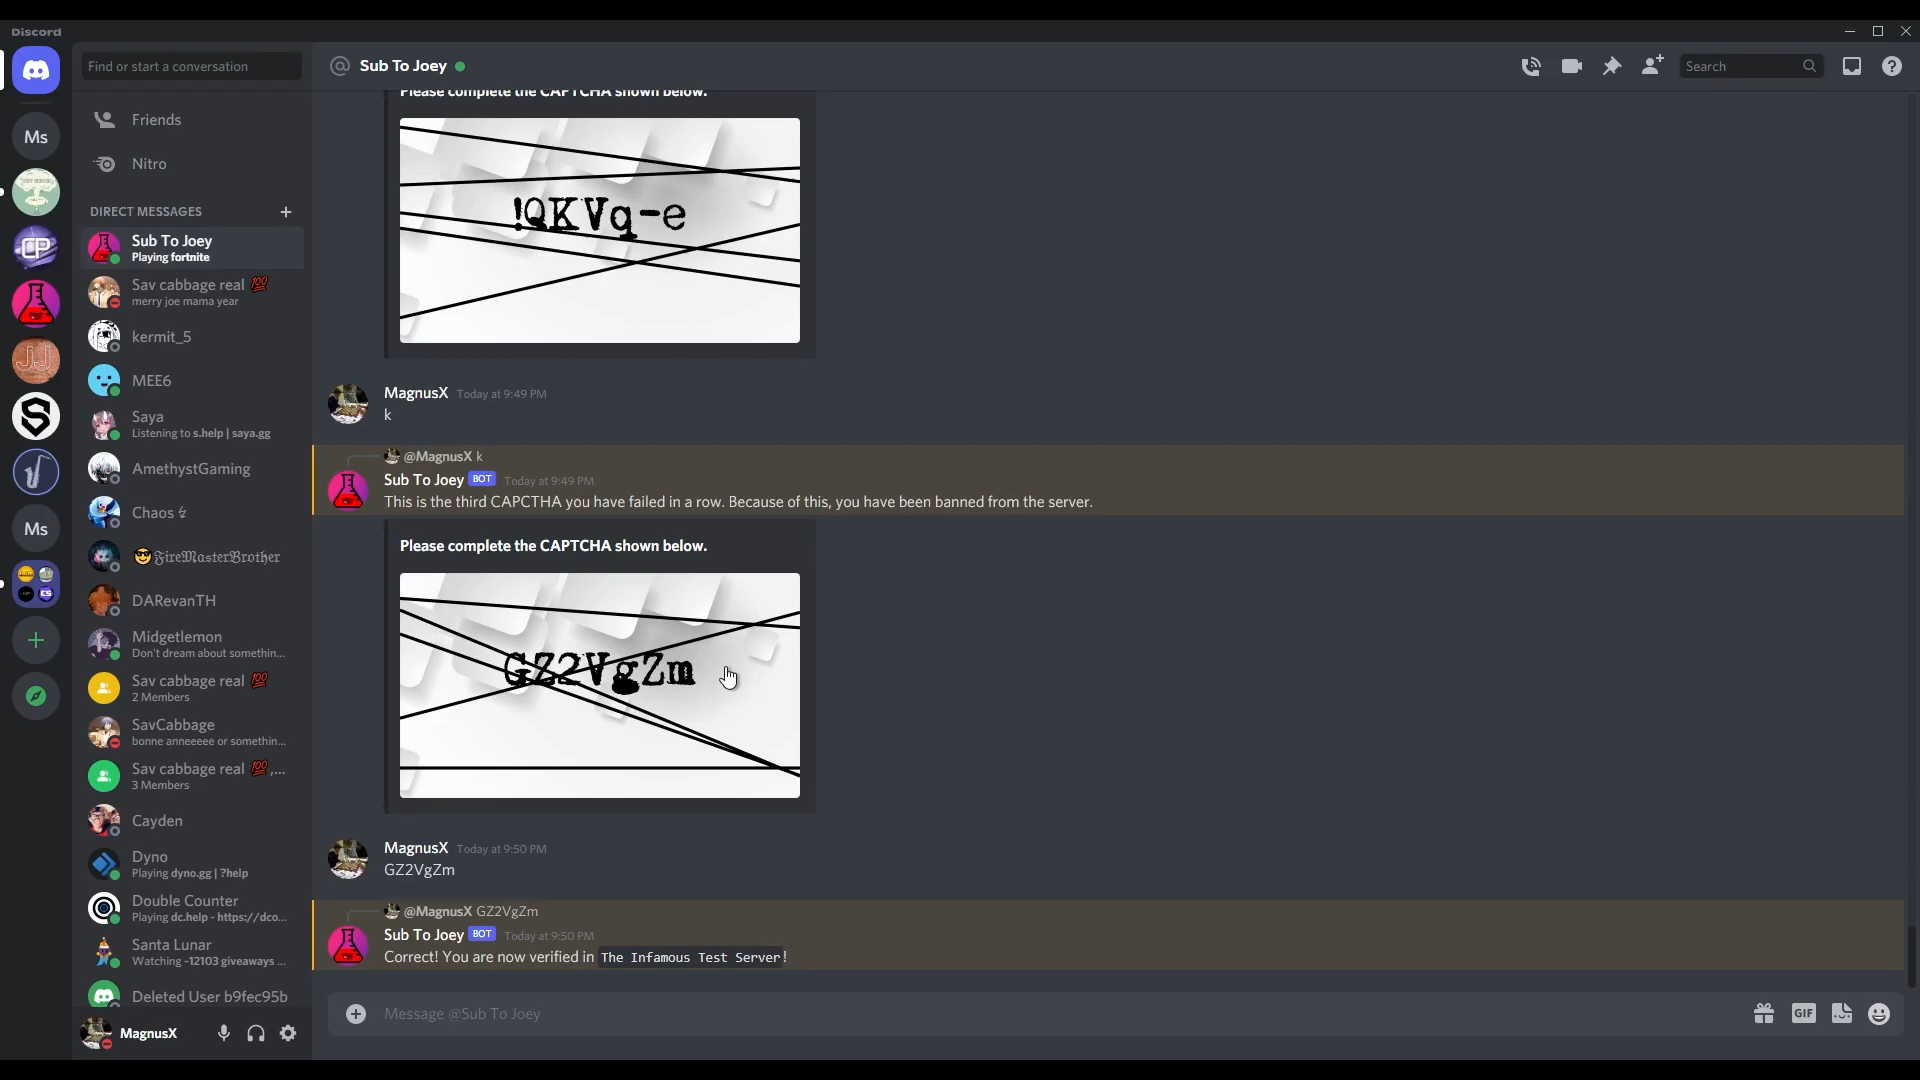 Discord
Find or start a conversation
Friends
Nitro
DIRECT MESSAGES
Sub To Joey
Playing fortnite
Sav cabbage real 💯
merry joe mama year
kermit_5
MEE6
Saya
Listening to s.help | saya.gg
AmethystGaming
Chaos
😎𝔉𝔦𝔯𝔢𝔐𝔞𝔰𝔱𝔢𝔯𝔅𝔯𝔬𝔱𝔥𝔢𝔯
DARevanTH
Midgetlemon
Don't dream about somethin...
Sav cabbage real 💯
2 Members
SavCabbage
bonne anneeeee or somethin...
Sav cabbage real 💯,...
3 Members
Cayden
Dyno
Playing dyno.gg | ?help
Double Counter
Playing dc.help - https://dco...
Santa Lunar
Watching -12103 giveaways ...
Deleted User b9fec95b
MagnusX
Ms
CP
JJ
S
Ms
CS
@ Sub To Joey
Search
Please complete the CAPTCHA shown below.
!QKVq-e
MagnusX Today at 9:49 PM
k
@MagnusX k
Sub To Joey BOT Today at 9:49 PM
This is the third CAPCTHA you have failed in a row. Because of this, you have been banned from the server.
Please complete the CAPTCHA shown below.
GZ2VgZm
MagnusX Today at 9:50 PM
GZ2VgZm
@MagnusX GZ2VgZm
Sub To Joey BOT Today at 9:50 PM
Correct! You are now verified in The Infamous Test Server!
Message @Sub To Joey
GIF